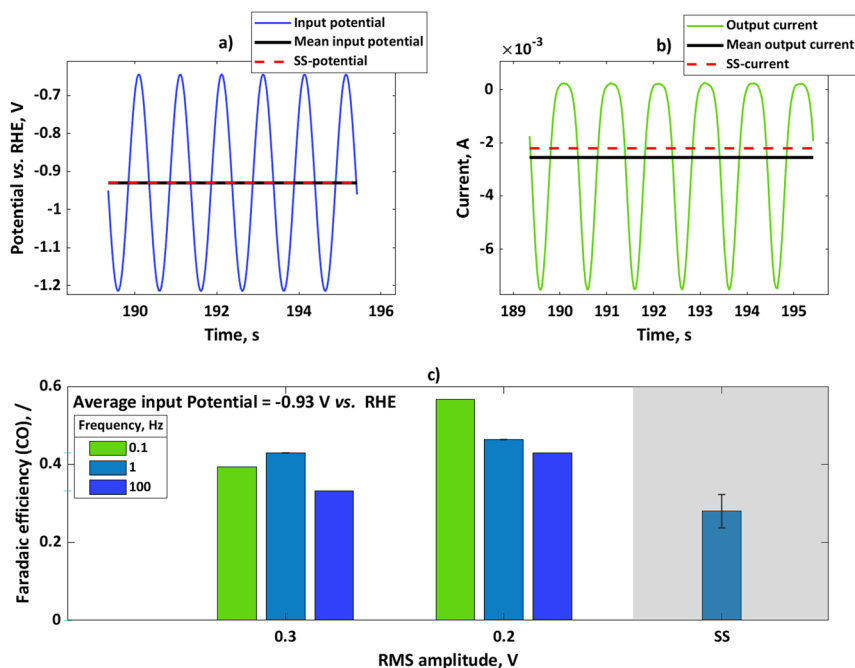 a)
Input potential
Mean input potential
SS-potential
Potential vs. RHE, V
-0.7
-0.8
-0.9
-1
-1.1
-1.2
190
192
194
196
Time, s
b)
Output current
Mean output current
SS-current
×10⁻³
Current, A
0
-2
-4
-6
189
190
191
192
193
194
195
Time, s
c)
Average input Potential = -0.93 V vs. RHE
Frequency, Hz
0.1
1
100
Faradaic efficiency (CO), /
0.6
0.4
0.2
0
0.3
0.2
SS
RMS amplitude, V